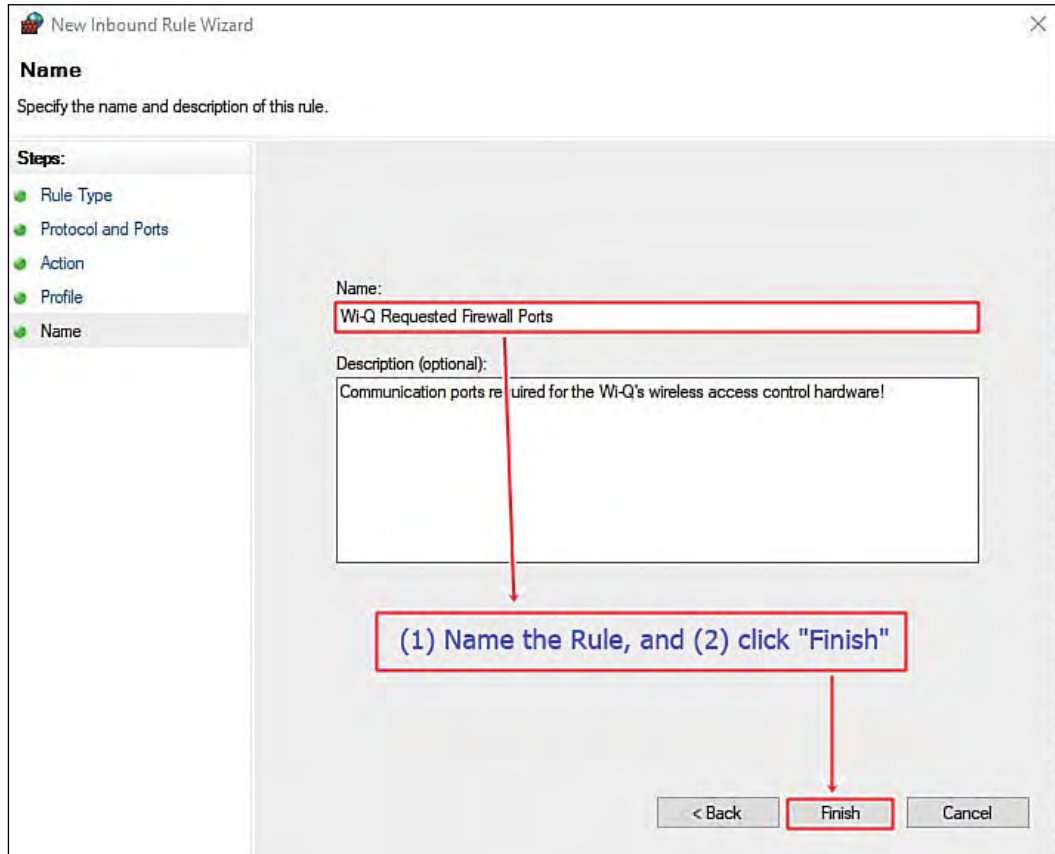 New Inbound Rule Wizard
Name
Specify the name and description of this rule.
Steps:
Rule Type
Protocol and Ports
Action
Profile
Name
Name:
Wi-Q Requested Firewall Ports
Description (optional):
Communication ports required for the Wi-Q's wireless access control hardware!
(1) Name the Rule, and (2) click "Finish"
< Back
Finish
Cancel